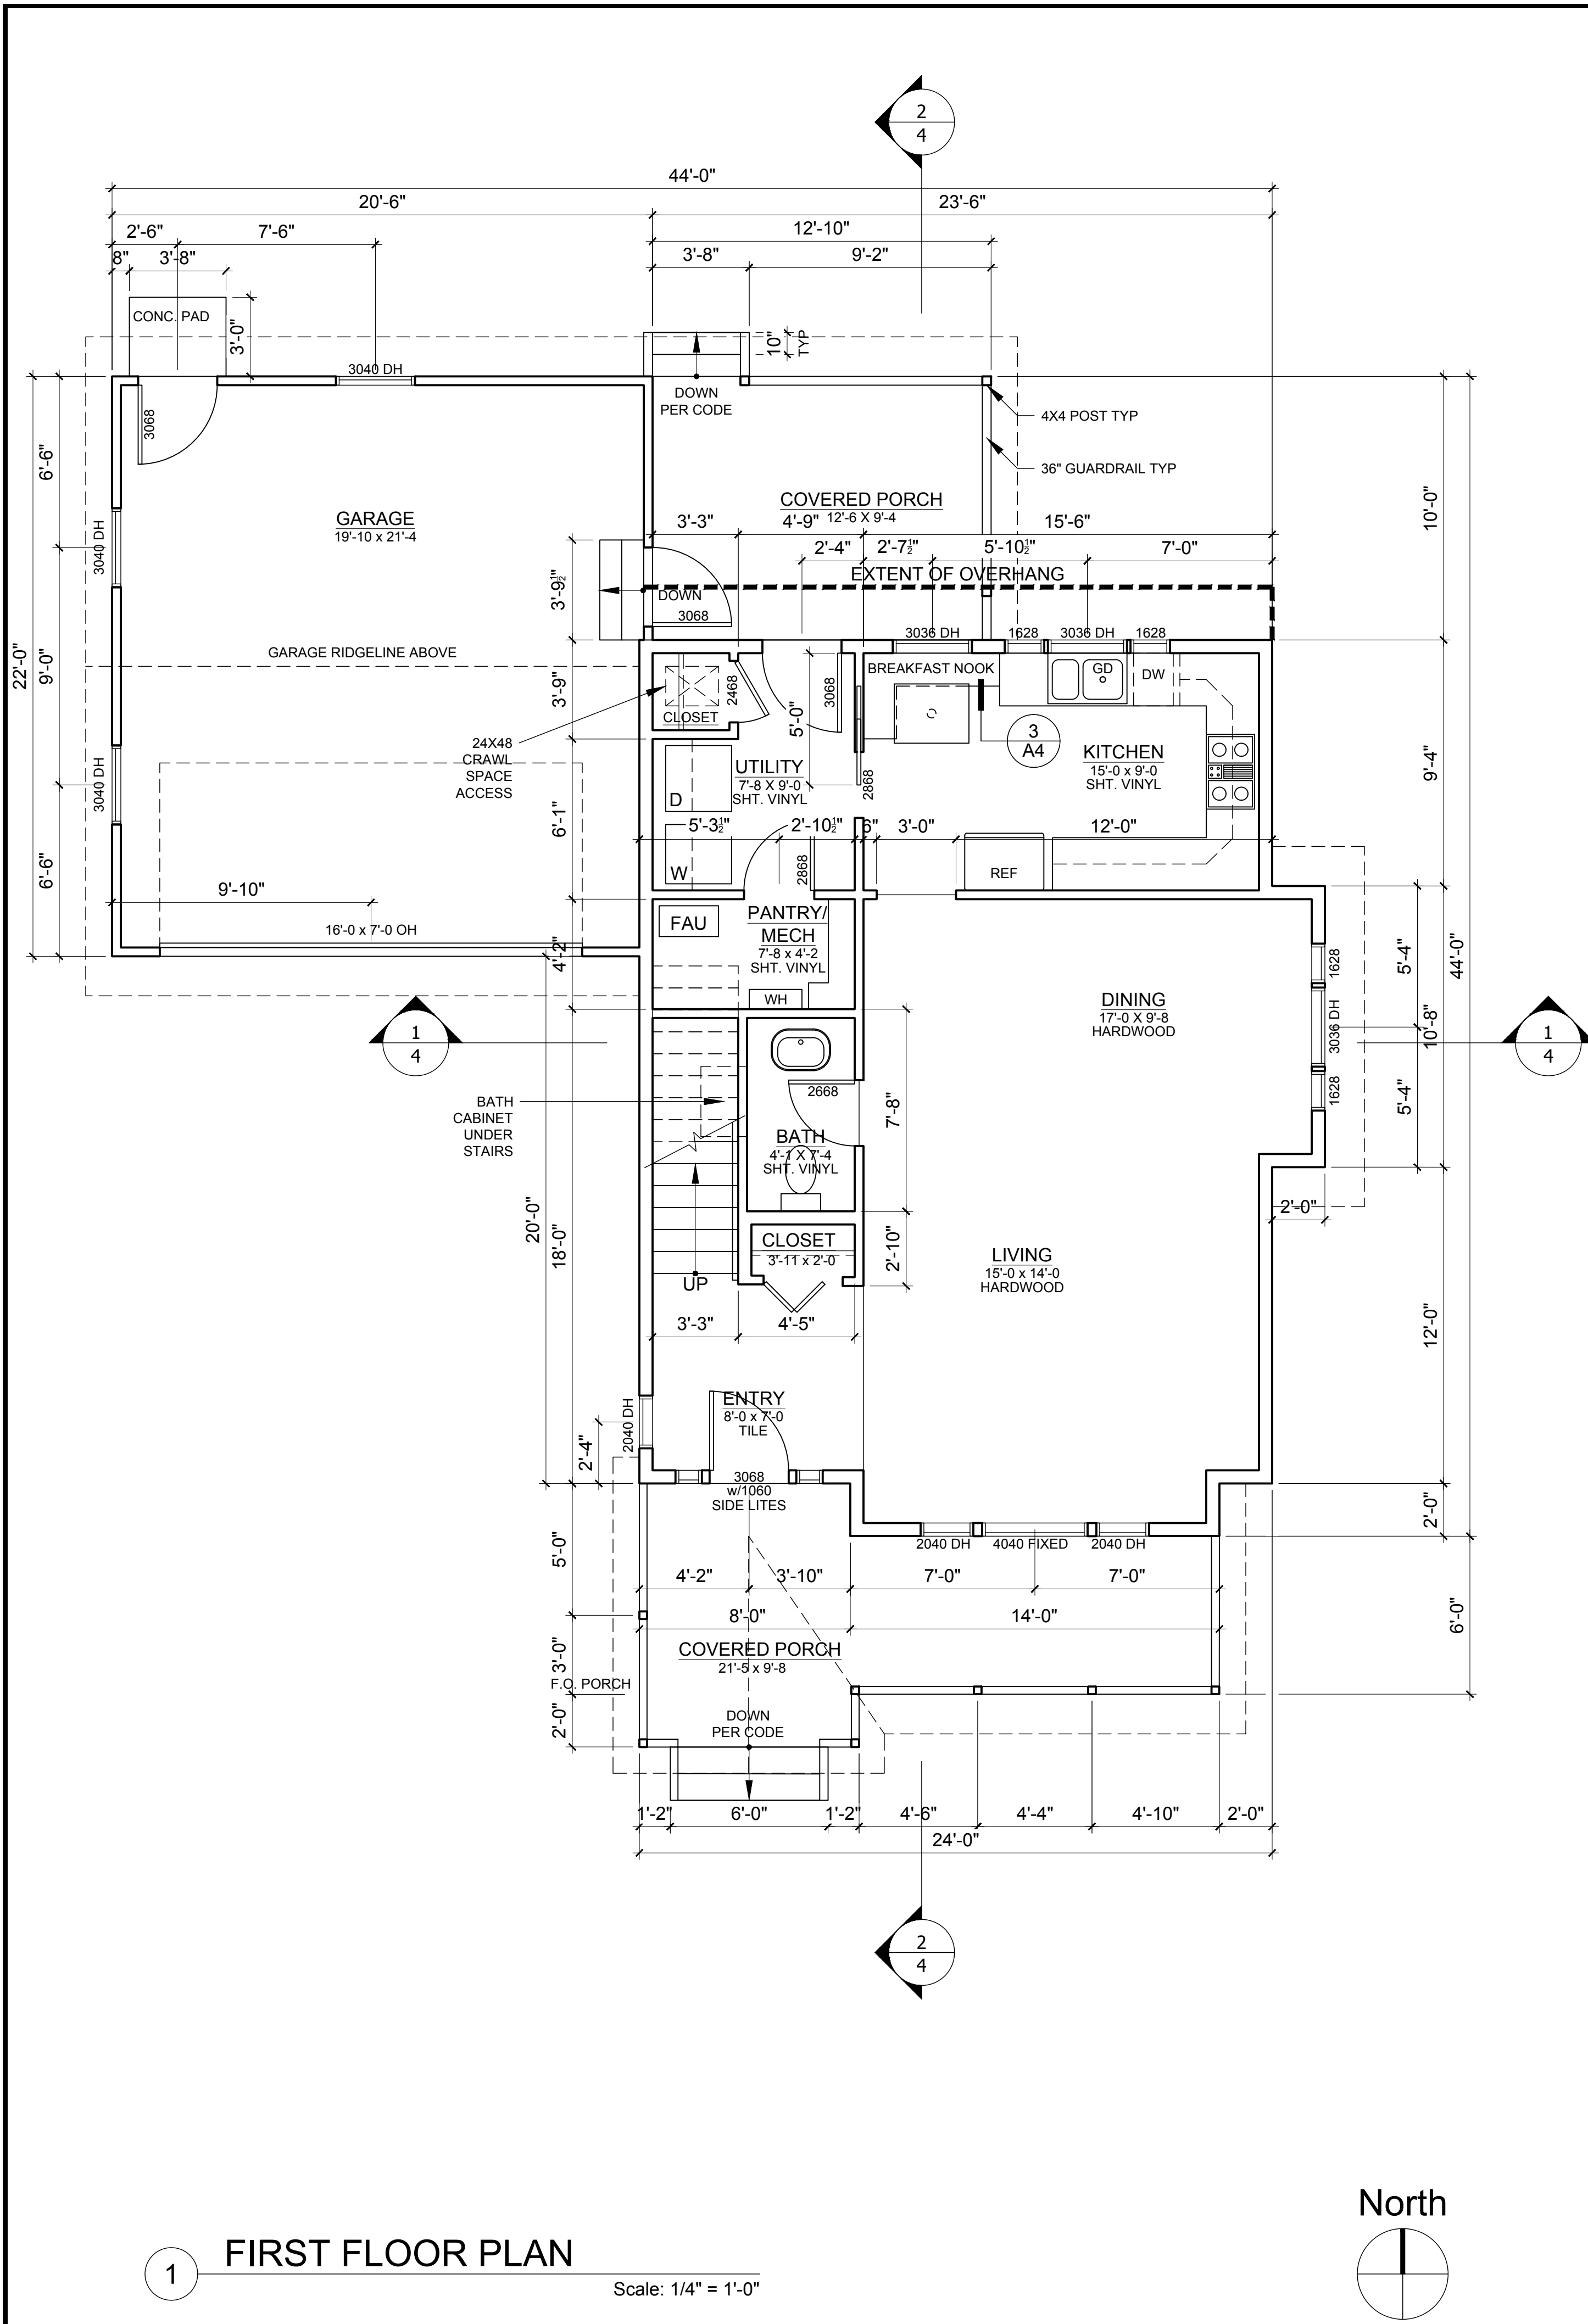 2
4
44'-0"
20'-6"
23'-6"
2'-6"
7'-6"
12'-10"
8"
3'-8"
3'-8"
9'-2"
CONC. PAD
3'-0"
10"
TYP
3040 DH
DOWN
PER CODE
3068
4X4 POST TYP
36" GUARDRAIL TYP
6'-6"
10'-0"
GARAGE
19'-10 x 21'-4
COVERED PORCH
12'-6 X 9'-4
3'-3"
4'-9"
15'-6"
3040 DH
2'-4"
2'-7½"
5'-10½"
7'-0"
EXTENT OF OVERHANG
3'-9½"
DOWN
3068
3036 DH
1628
3036 DH
1628
22'-0"
9'-0"
GARAGE RIDGELINE ABOVE
BREAKFAST NOOK
GD
DW
3'-9"
2468
3068
CLOSET
5'-0"
24X48
CRAWL
SPACE
ACCESS
3
A4
KITCHEN
15'-0 x 9'-0
SHT. VINYL
9'-4"
UTILITY
7'-8 X 9'-0
SHT. VINYL
2868
3040 DH
D
6'-1"
5'-3½"
2'-10½"
6"
3'-0"
12'-0"
6'-6"
W
2868
REF
9'-10"
16'-0 x 7'-0 OH
FAU
PANTRY/
MECH
7'-8 x 4'-2
SHT. VINYL
4'-2"
WH
1628
5'-4"
44'-0"
DINING
17'-0 X 9'-8
HARDWOOD
3036 DH
10'-8"
1
4
1
4
1628
5'-4"
2668
BATH
CABINET
UNDER
STAIRS
7'-8"
BATH
4'-1 X 7'-4
SHT. VINYL
20'-0"
18'-0"
2'-0"
CLOSET
3'-11 x 2'-0
2'-10"
LIVING
15'-0 x 14'-0
HARDWOOD
UP
3'-3"
4'-5"
12'-0"
ENTRY
8'-0 x 7'-0
TILE
2040 DH
2'-4"
3068
w/1060
SIDE LITES
2'-0"
2040 DH
4040 FIXED
2040 DH
5'-0"
4'-2"
3'-10"
7'-0"
7'-0"
8'-0"
14'-0"
6'-0"
COVERED PORCH
21'-5 x 9'-8
3'-0"
F.O. PORCH
2'-0"
DOWN
PER CODE
1'-2"
6'-0"
1'-2"
4'-6"
4'-4"
4'-10"
2'-0"
24'-0"
2
4
North
1
FIRST FLOOR PLAN
Scale: 1/4" = 1'-0"